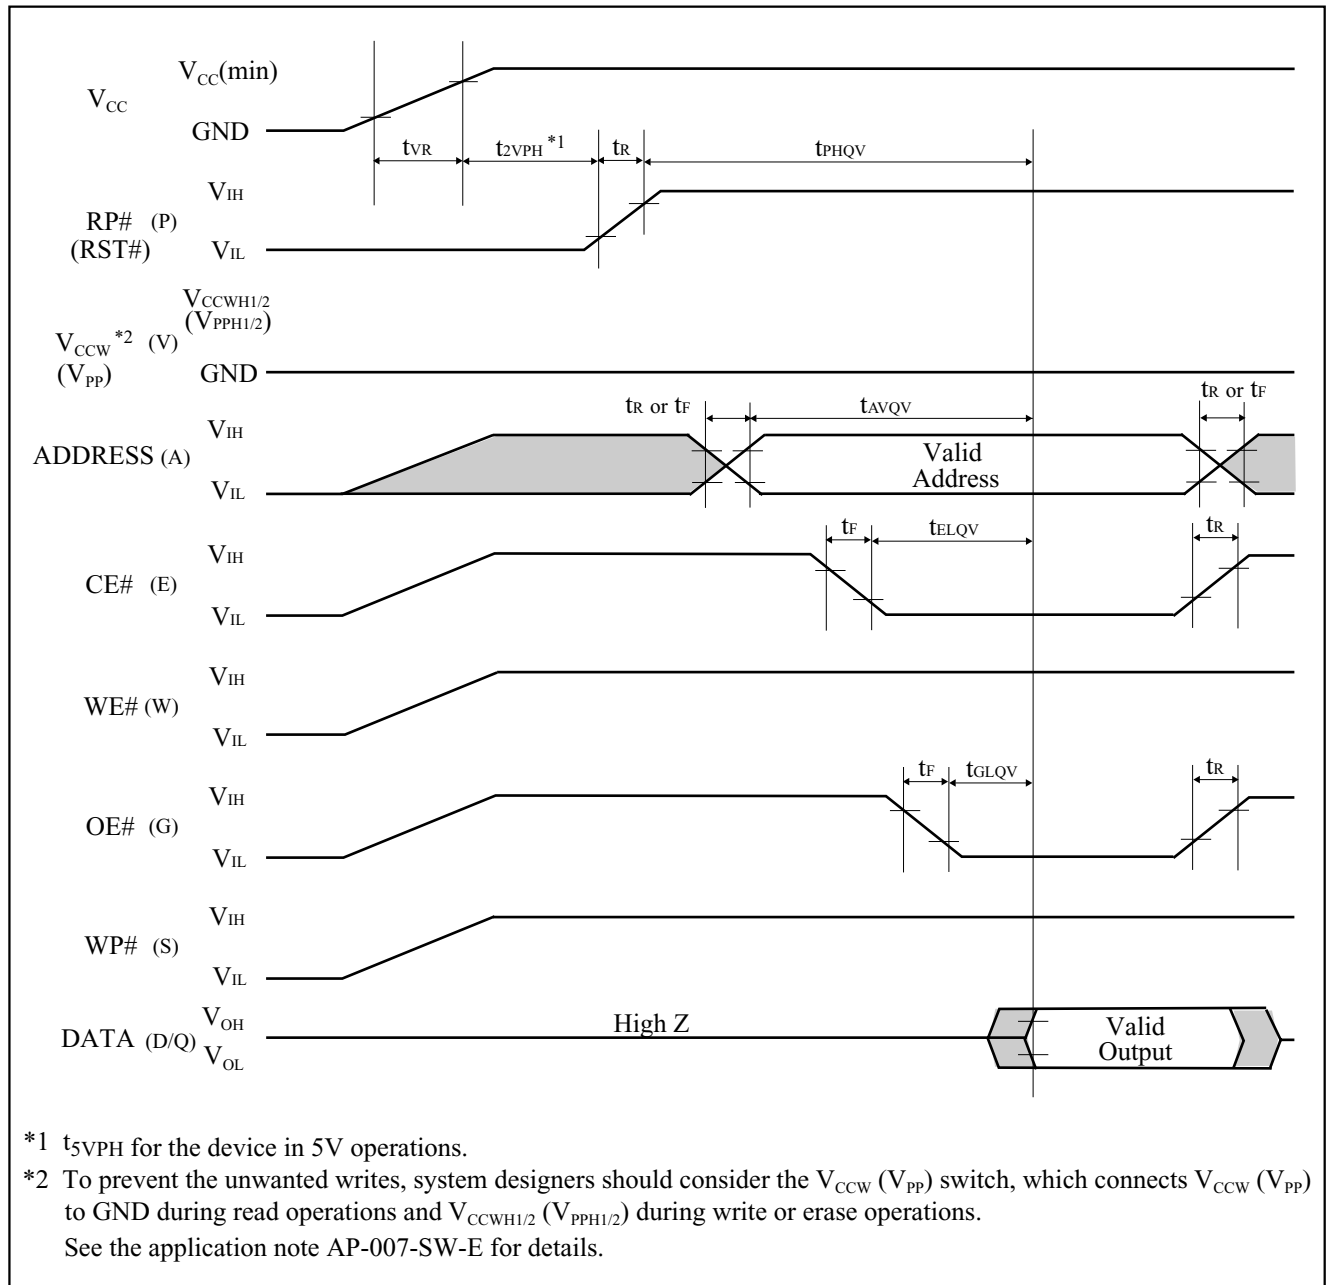 VCC(min)
VCC
GND
tVR
t2VPH *1
tR
tPHQV
VIH
RP# (P)
(RST#)
VIL
VCCWH1/2
(VPPH1/2)
VCCW *2 (V)
(VPP)
GND
tR or tF
tAVQV
tR or tF
VIH
ADDRESS (A)
Valid
Address
VIL
tF
tELQV
tR
VIH
CE# (E)
VIL
VIH
WE# (W)
VIL
tF
tGLQV
tR
VIH
OE# (G)
VIL
VIH
WP# (S)
VIL
VOH
DATA (D/Q)
VOL
High Z
Valid
Output
*1 t5VPH for the device in 5V operations.
*2 To prevent the unwanted writes, system designers should consider the VCCW (VPP) switch, which connects VCCW (VPP)
to GND during read operations and VCCWH1/2 (VPPH1/2) during write or erase operations.
See the application note AP-007-SW-E for details.